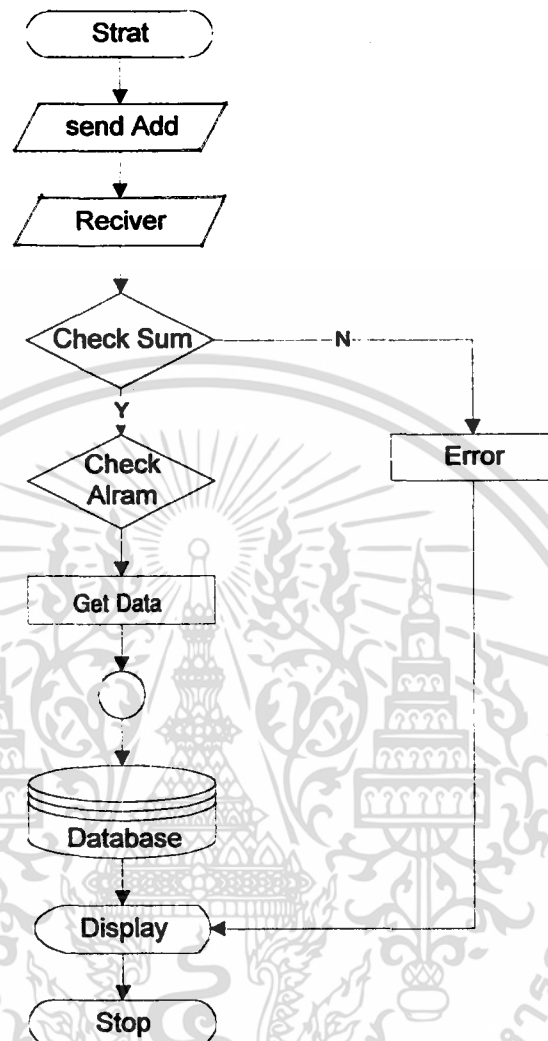 Strat
send Add
Reciver
Check Sum
N
Y
Check
Alram
Error
Get Data
Database
Display
Stop